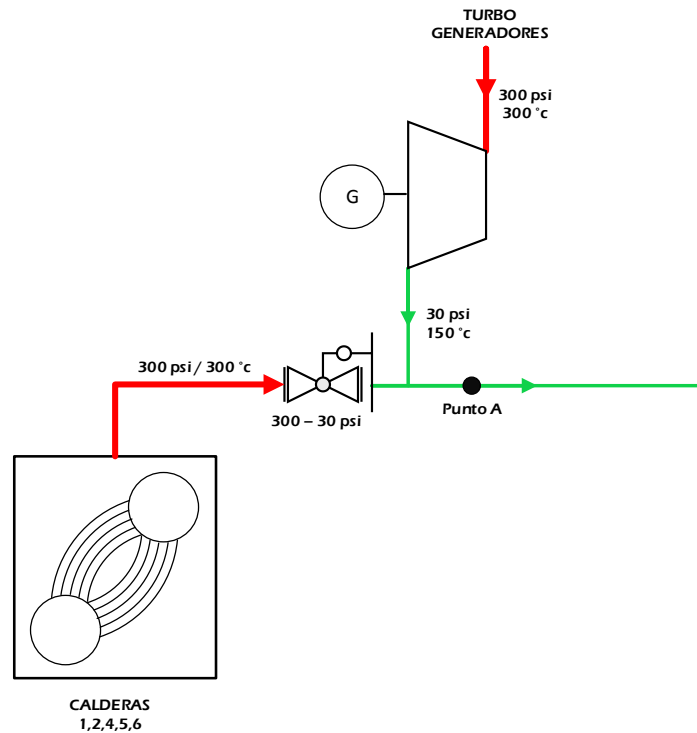 TURBO
GENERADORES
300 psi
300 °c
G
30 psi
150 °c
300 psi / 300 °c
300 – 30 psi
Punto A
CALDERAS
1,2,4,5,6